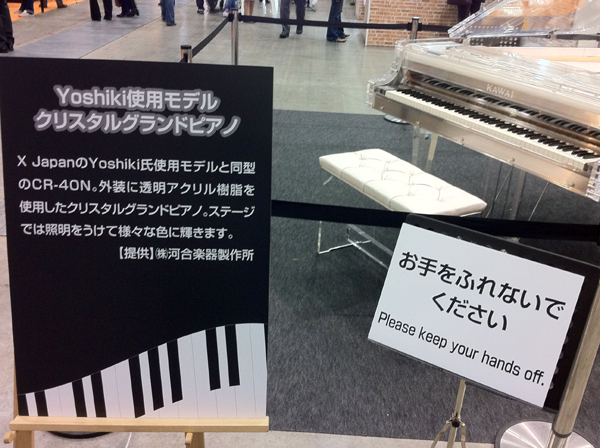 Yoshiki使用モデル
クリスタルグランドピアノ
X JapanのYoshiki氏使用モデルと同型
のCR-40N。外装に透明アクリル樹脂を
使用したクリスタルグランドピアノ。ステージ
では照明をうけて様々な色に輝きます。
【提供】㈱河合楽器製作所
KAWAI
お手をふれないで
ください
Please keep your hands off.